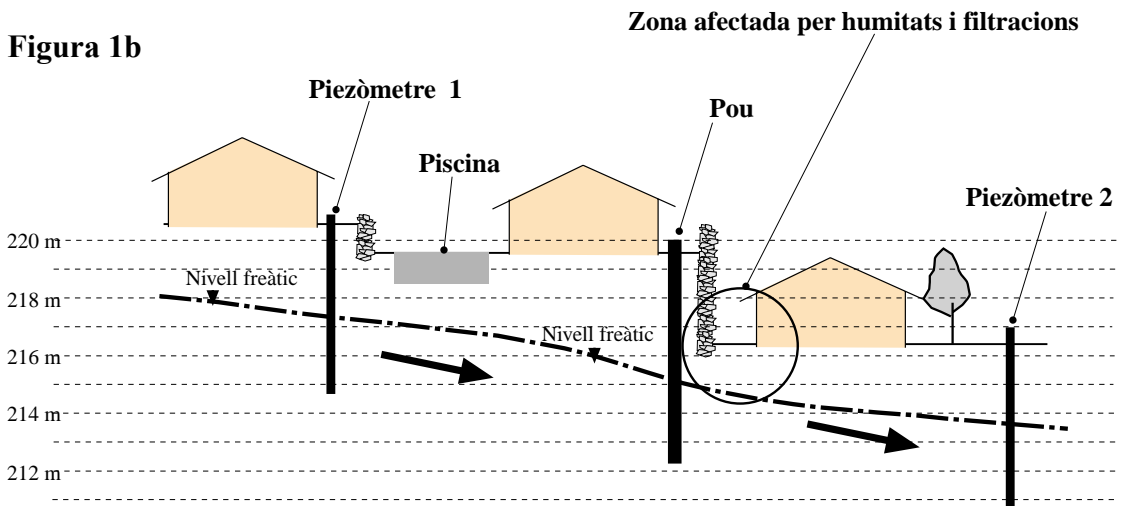 Zona afectada per humitats i filtracions
Figura 1b
Piezòmetre 1
Pou
Piscina
Piezòmetre 2
220 m
Nivell freàtic
218 m
Nivell freàtic
216 m
214 m
212 m